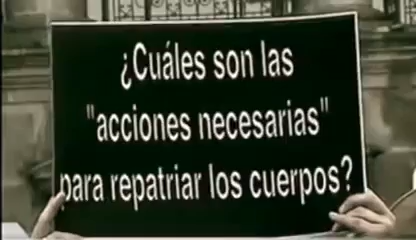 ¿Cuáles son las
"acciones necesarias"
para repatriar los cuerpos?